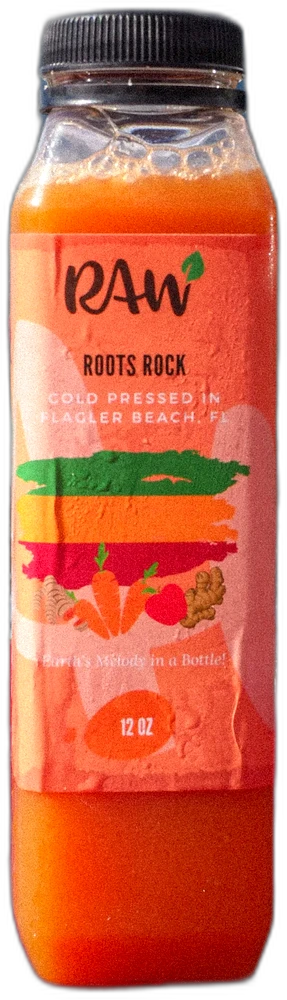 RAW
ROOTS ROCK
COLD PRESSED IN
FLAGLER BEACH, FL
Earth's Melody in a Bottle!
12 OZ